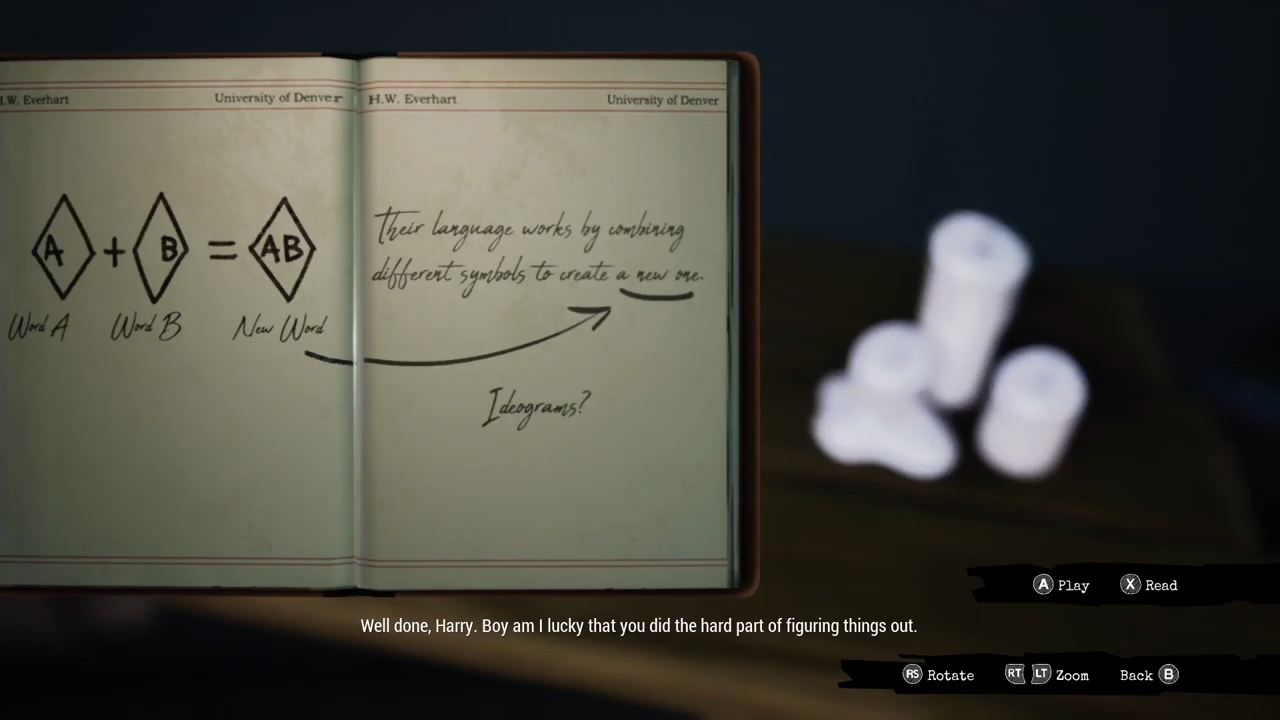 H.W. Everhart University of Denver
H.W. Everhart University of Denver
A + B = AB
Word A Word B New Word
Their language works by combining
different symbols to create a new one.
Ideograms?
A Play X Read
Well done, Harry. Boy am I lucky that you did the hard part of figuring things out.
RS Rotate RT LT Zoom Back B